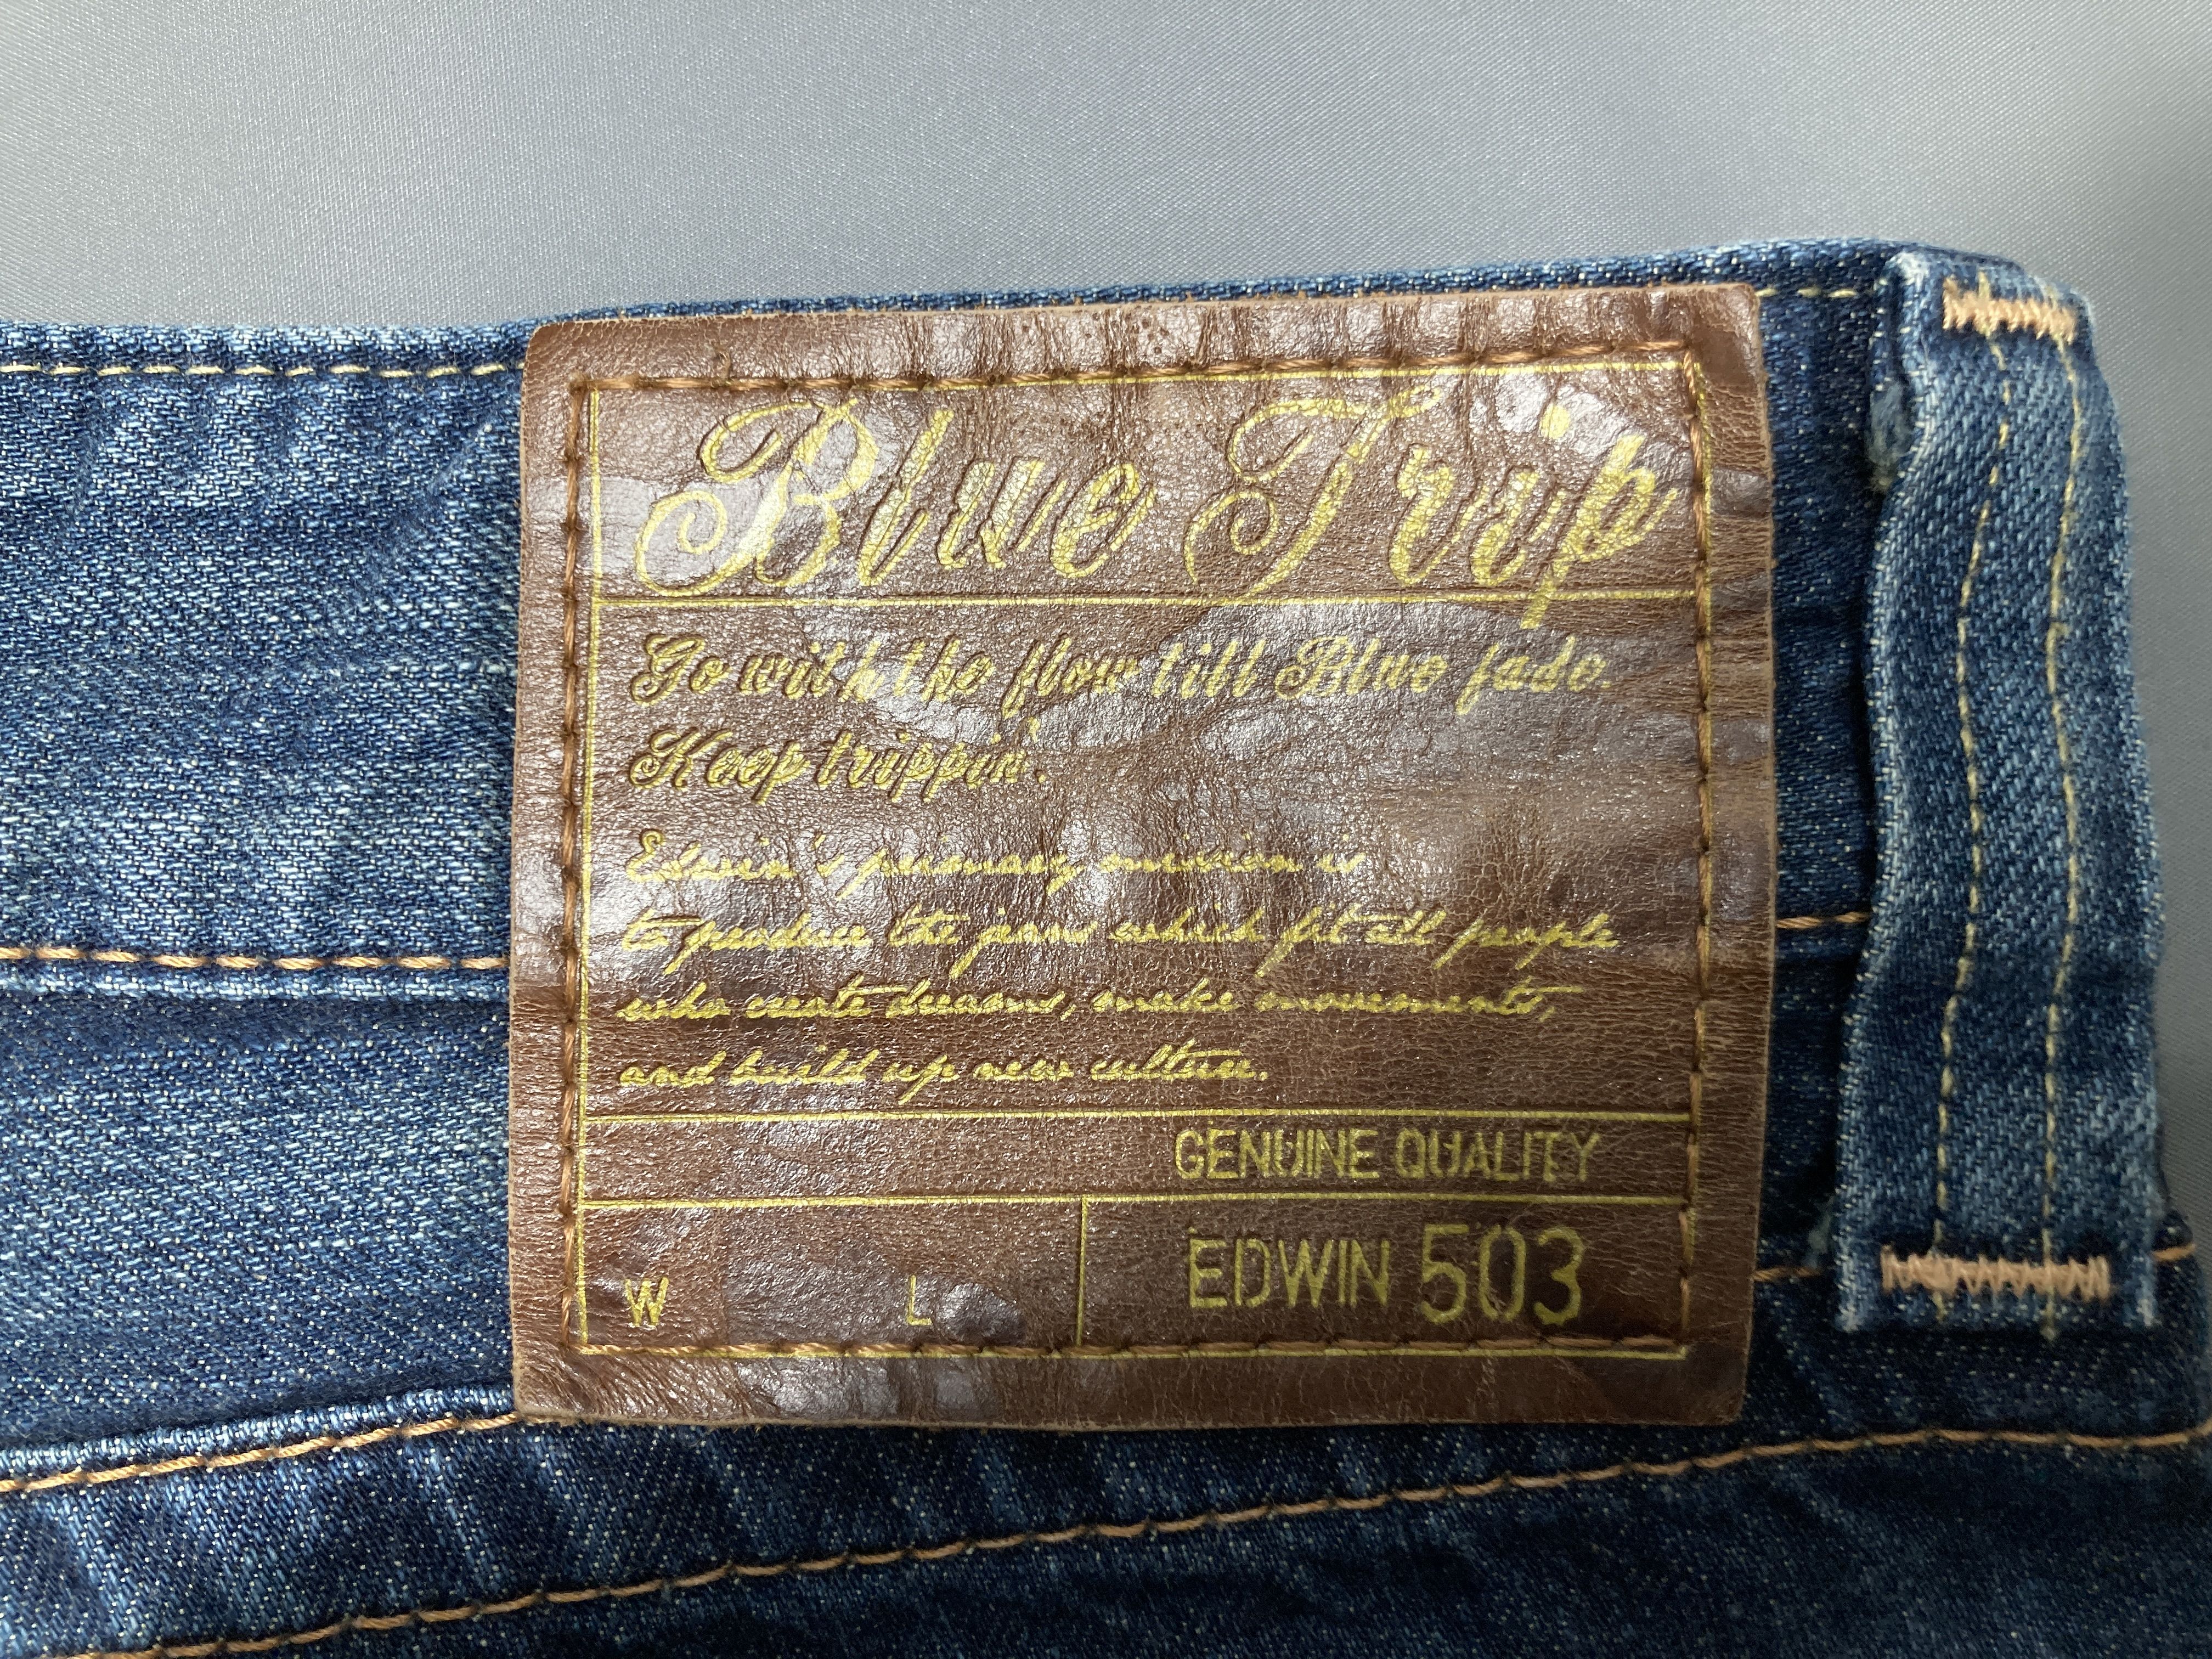 Blue Trip
Go with the flow till Blue fade.
Keep trippin'.
Edwin's primary mission is
to produce the jeans which fit all people
who create dreams, make movements,
and build up new culture.
GENUINE QUALITY
W L EDWIN 503